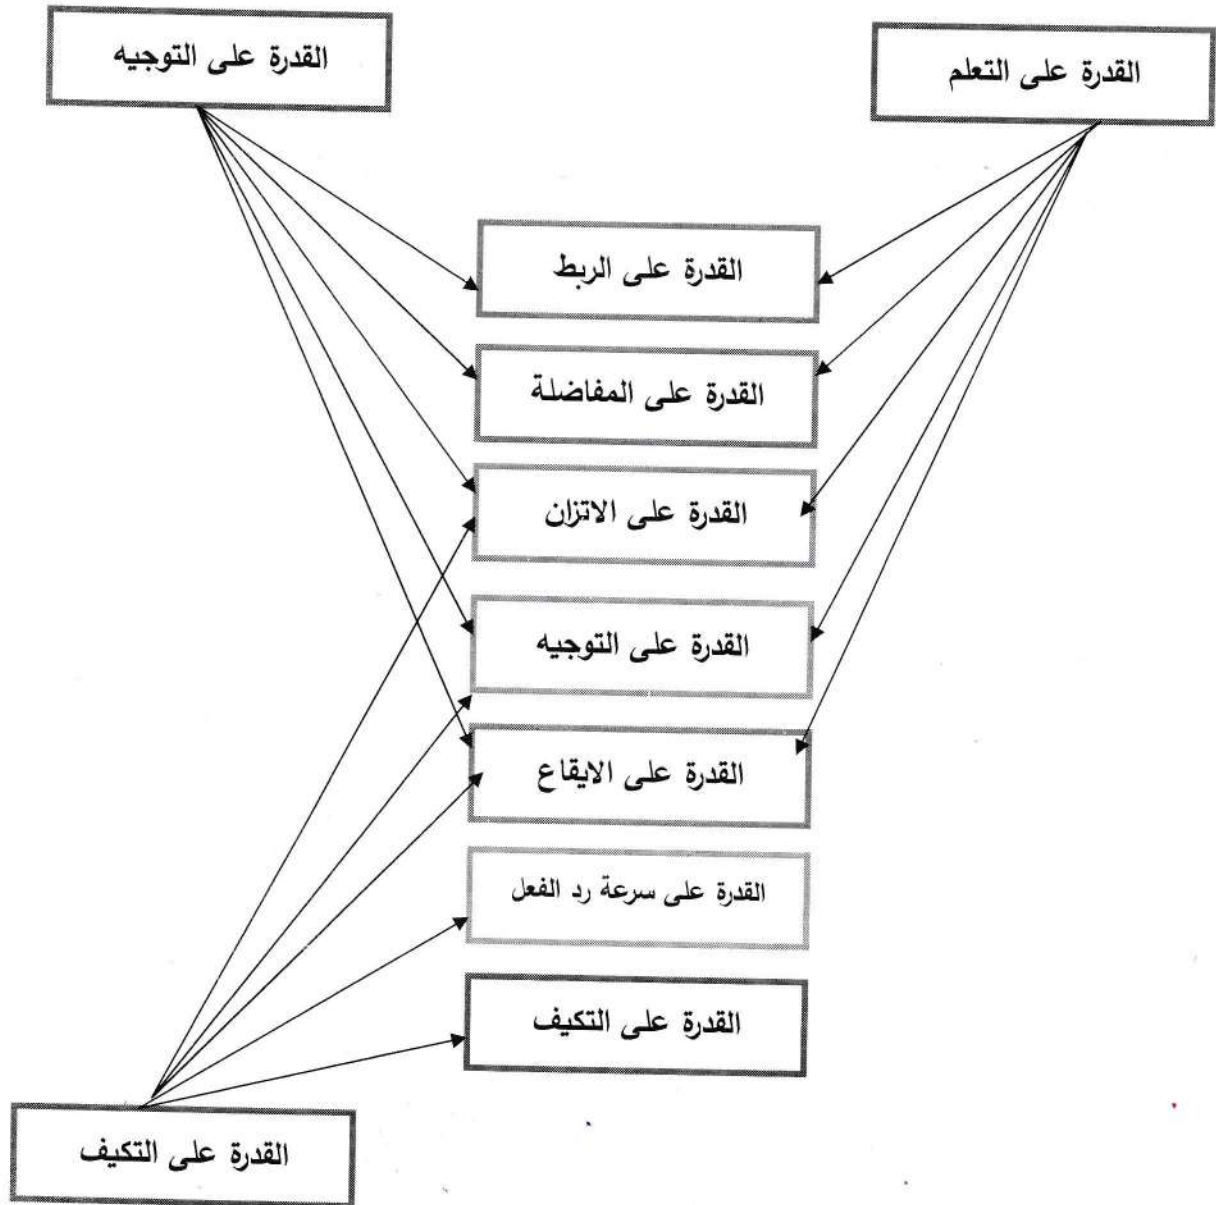 القدرة على التعلم
القدرة على التوجيه
القدرة على الربط
القدرة على المفاضلة
القدرة على الاتزان
القدرة على التوجيه
القدرة على الايقاع
القدرة على سرعة رد الفعل
القدرة على التكيف
القدرة على التكيف